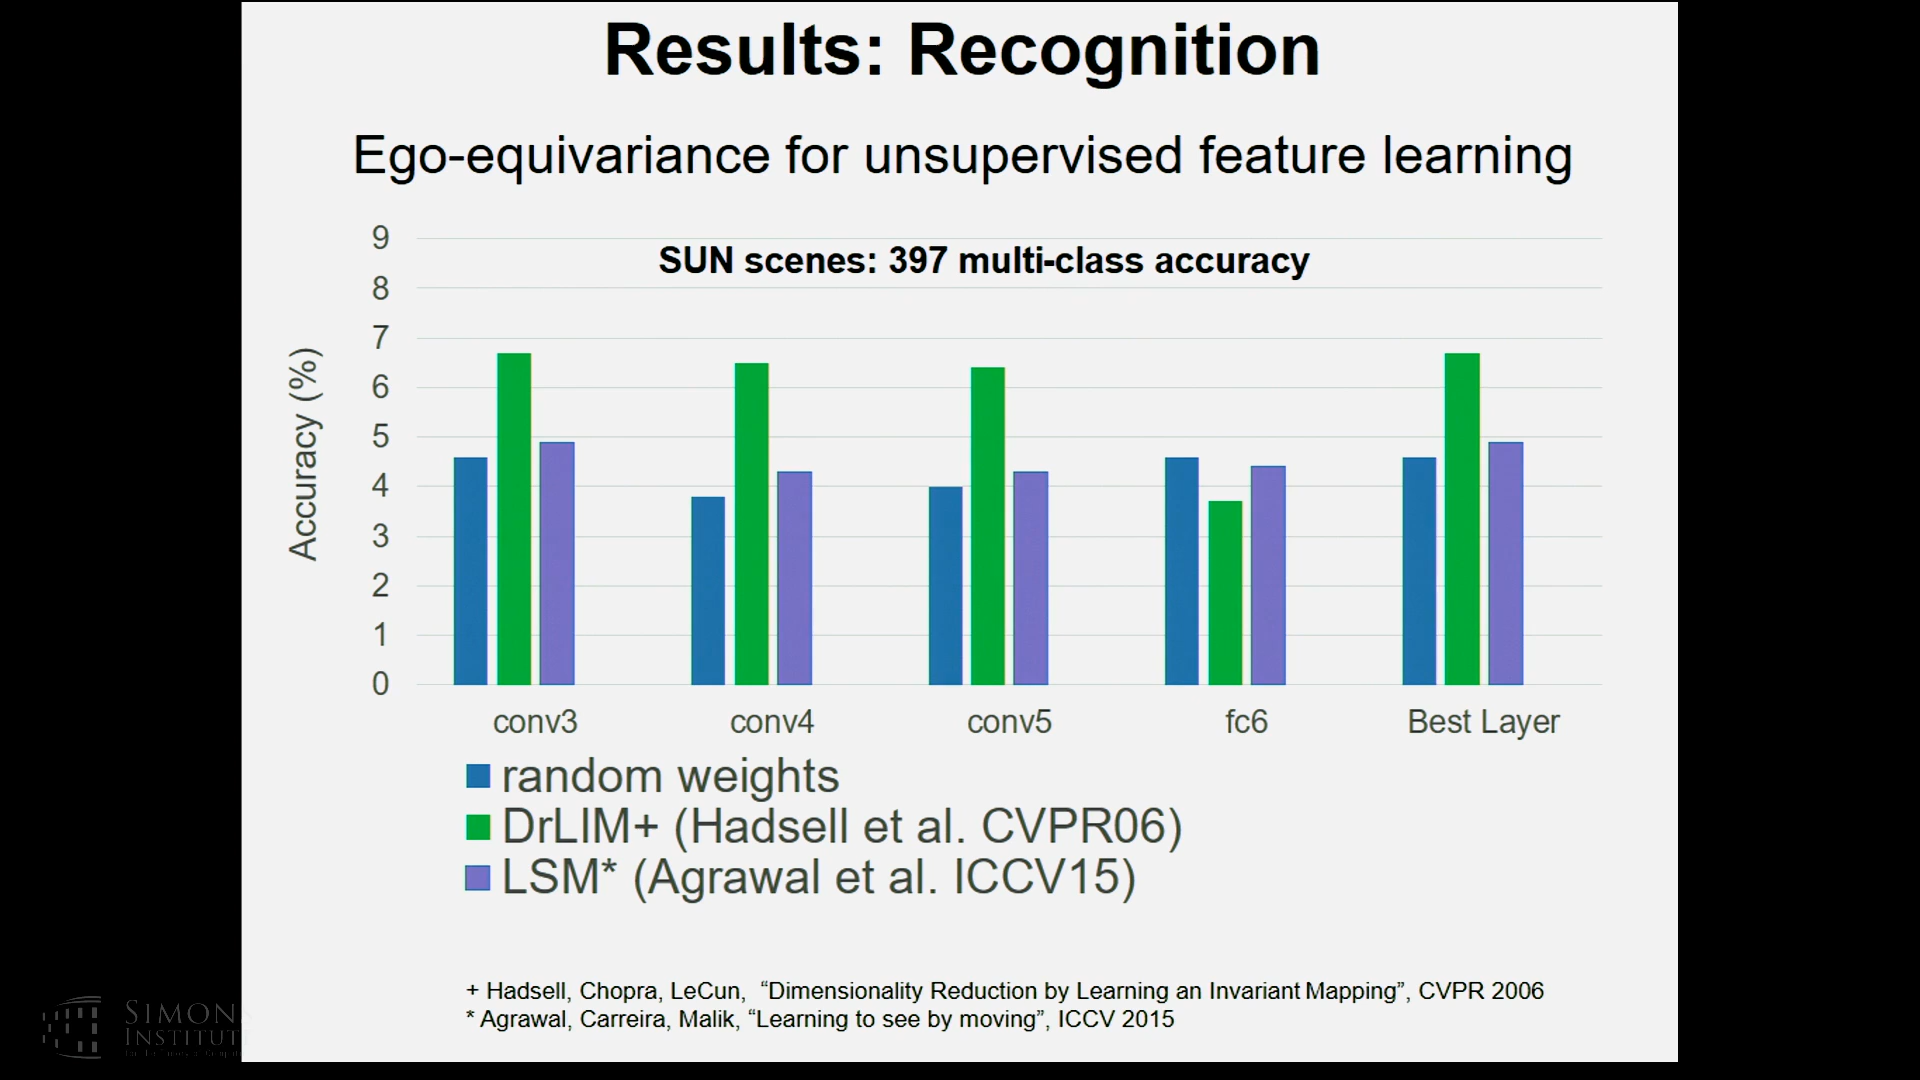 Results: Recognition
Ego-equivariance for unsupervised feature learning
SUN scenes: 397 multi-class accuracy
Accuracy (%)
9
8
7
6
5
4
3
2
1
0
conv3 conv4 conv5 fc6 Best Layer
random weights
DrLIM+ (Hadsell et al. CVPR06)
LSM* (Agrawal et al. ICCV15)
+ Hadsell, Chopra, LeCun, “Dimensionality Reduction by Learning an Invariant Mapping”, CVPR 2006
* Agrawal, Carreira, Malik, “Learning to see by moving”, ICCV 2015
SIMONS
INSTITUT